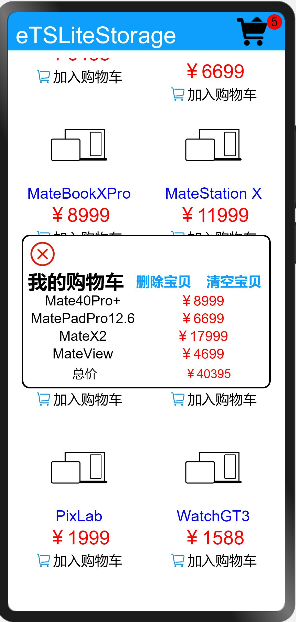 eTSLiteStorage
5
￥6699
加入购物车
加入购物车
MateBookXPro
MateStation X
￥8999
￥11999
我的购物车 删除宝贝 清空宝贝
Mate40Pro+ ￥8999
MatePadPro12.6 ￥6699
MateX2 ￥17999
MateView ￥4699
总价 ￥40395
加入购物车
加入购物车
PixLab
WatchGT3
￥1999
￥1588
加入购物车
加入购物车